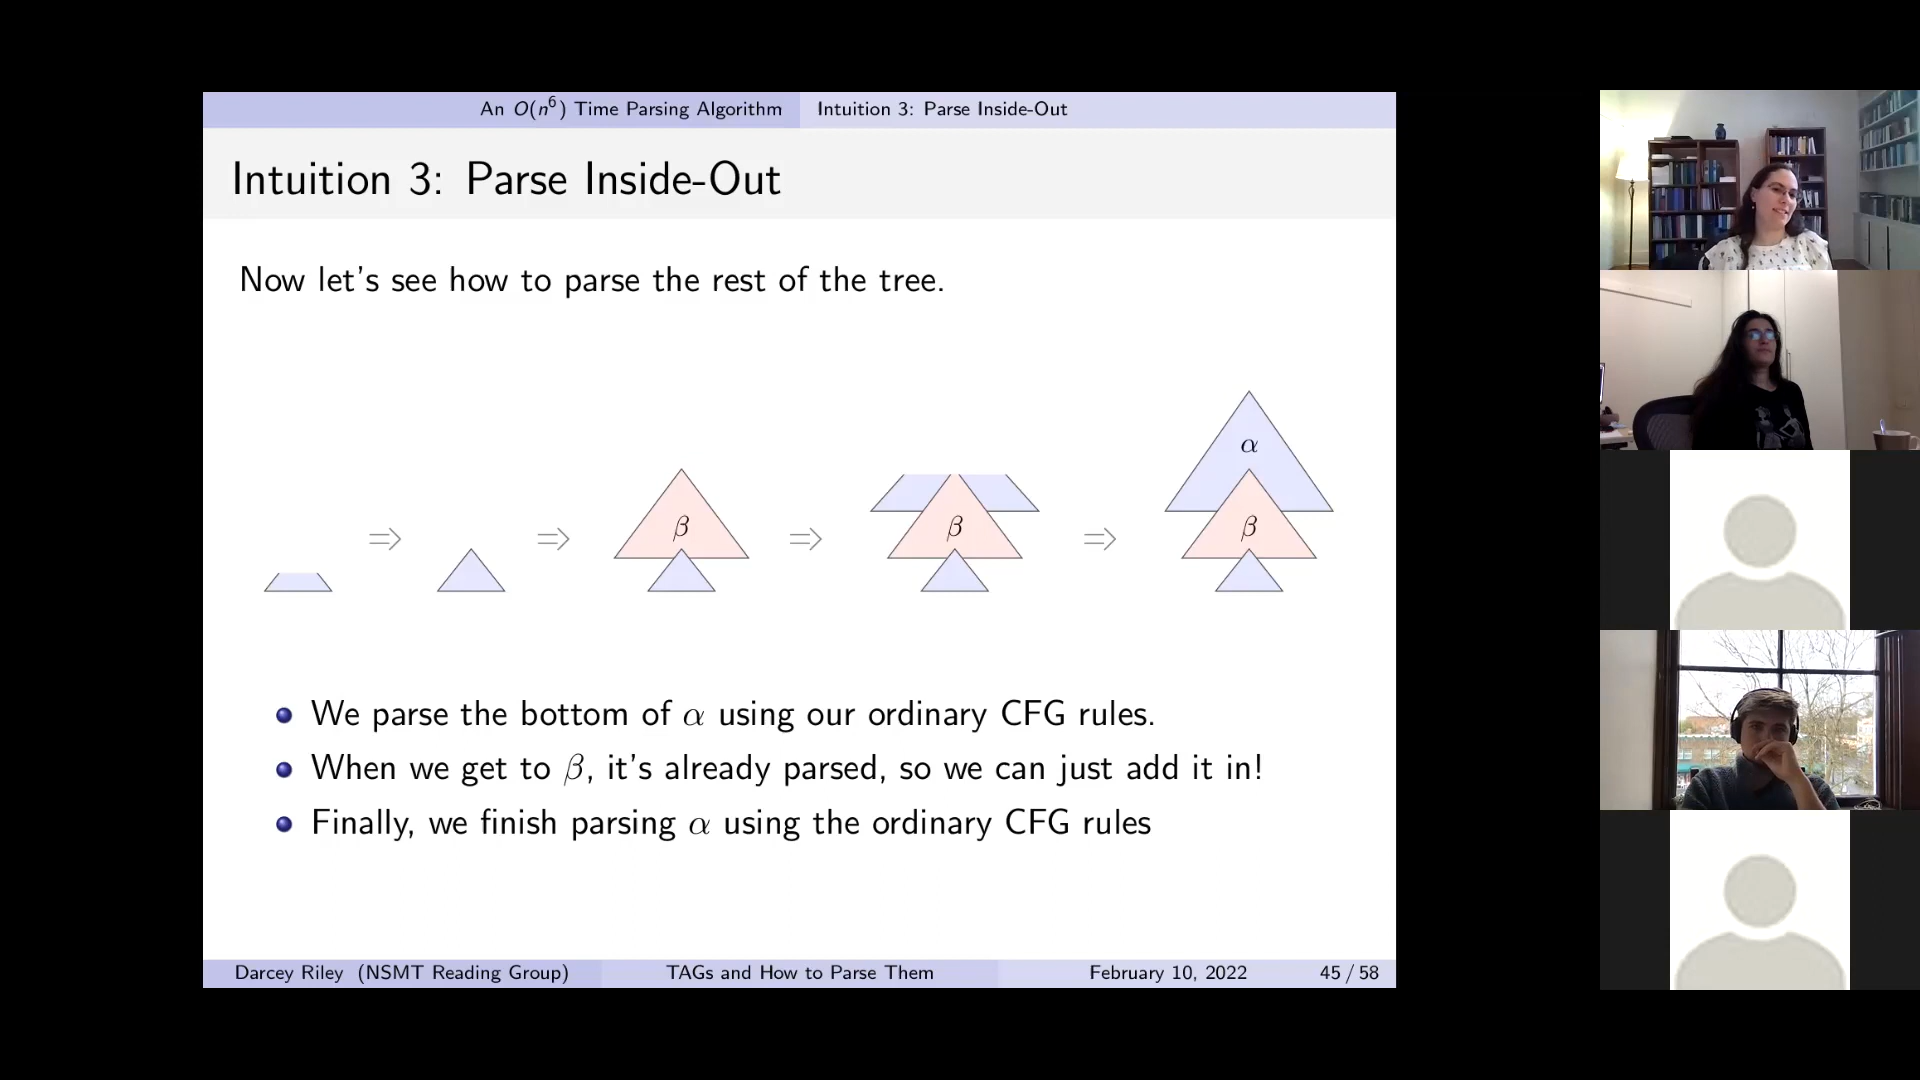 An O(n⁶) Time Parsing Algorithm Intuition 3: Parse Inside-Out
Intuition 3: Parse Inside-Out
Now let's see how to parse the rest of the tree.
α
β β β
⇒ ⇒ ⇒ ⇒
We parse the bottom of α using our ordinary CFG rules.
When we get to β, it's already parsed, so we can just add it in!
Finally, we finish parsing α using the ordinary CFG rules
Darcey Riley (NSMT Reading Group) TAGs and How to Parse Them February 10, 2022 45 / 58